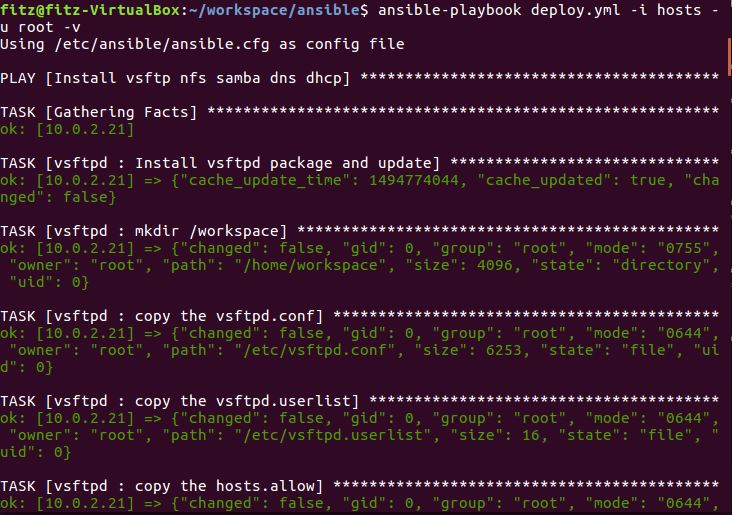 fitz@fitz-VirtualBox:~/workspace/ansible$ ansible-playbook deploy.yml -i hosts -
u root -v
Using /etc/ansible/ansible.cfg as config file
PLAY [Install vsftp nfs samba dns dhcp] ****************************************
TASK [Gathering Facts] *********************************************************
ok: [10.0.2.21]
TASK [vsftpd : Install vsftpd package and update] ******************************
ok: [10.0.2.21] => {"cache_update_time": 1494774044, "cache_updated": true, "cha
nged": false}
TASK [vsftpd : mkdir /workspace] ***********************************************
ok: [10.0.2.21] => {"changed": false, "gid": 0, "group": "root", "mode": "0755",
 "owner": "root", "path": "/home/workspace", "size": 4096, "state": "directory",
 "uid": 0}
TASK [vsftpd : copy the vsftpd.conf] *******************************************
ok: [10.0.2.21] => {"changed": false, "gid": 0, "group": "root", "mode": "0644",
 "owner": "root", "path": "/etc/vsftpd.conf", "size": 6253, "state": "file", "ui
d": 0}
TASK [vsftpd : copy the vsftpd.userlist] ***************************************
ok: [10.0.2.21] => {"changed": false, "gid": 0, "group": "root", "mode": "0644",
 "owner": "root", "path": "/etc/vsftpd.userlist", "size": 16, "state": "file", "
uid": 0}
TASK [vsftpd : copy the hosts.allow] *******************************************
ok: [10.0.2.21] => {"changed": false, "gid": 0, "group": "root", "mode": "0644",